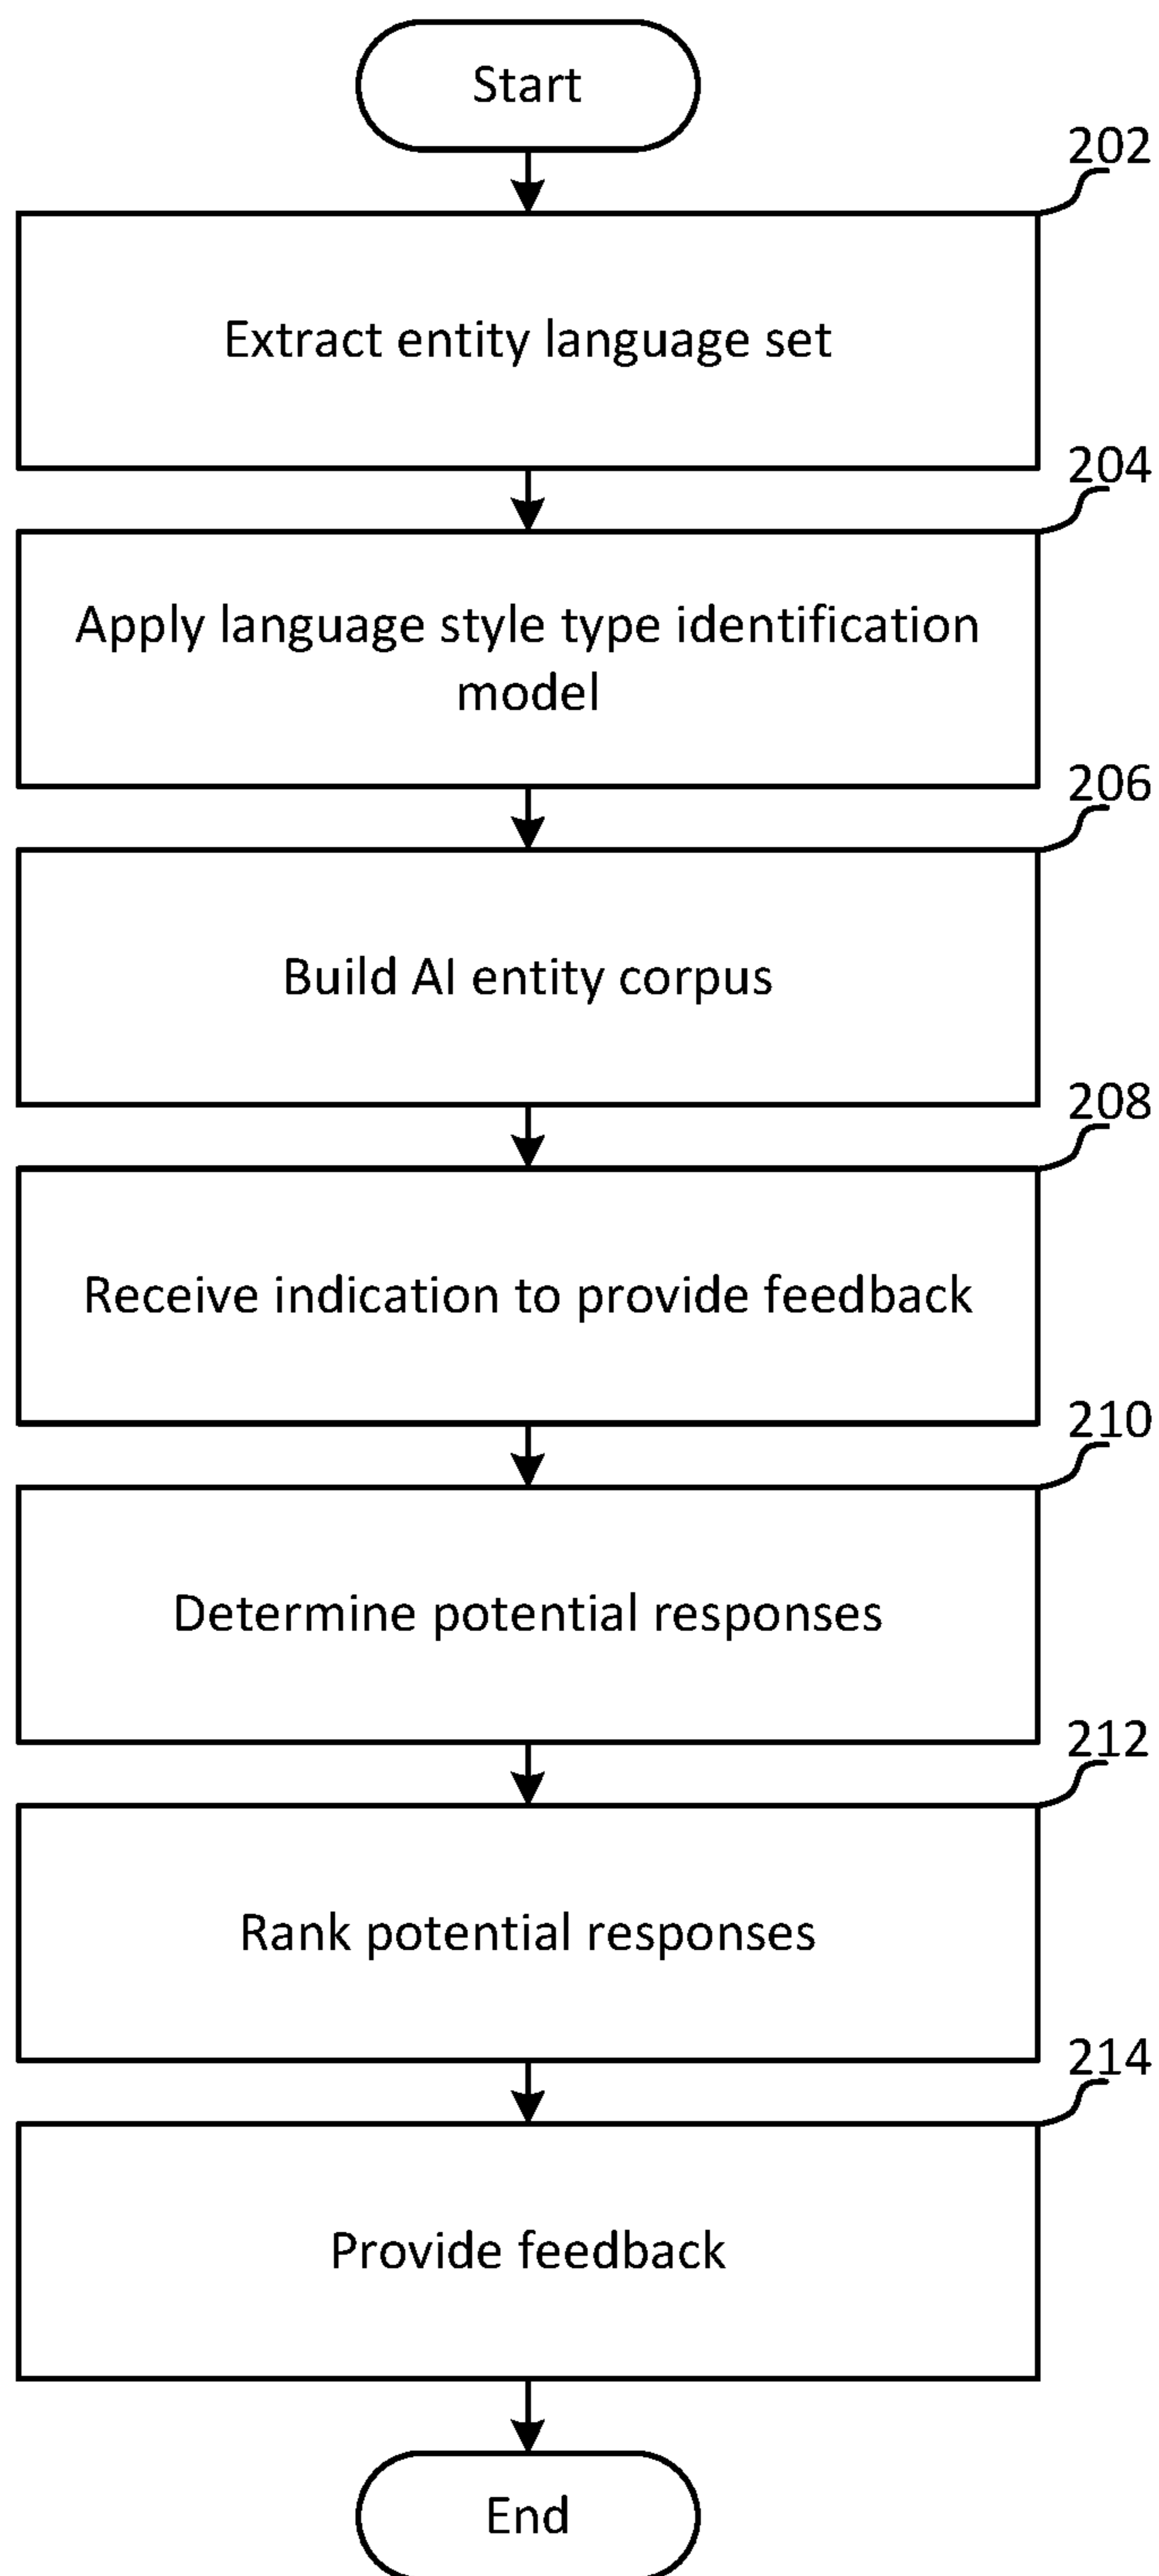 Start
202
Extract entity language set
204
Apply language style type identification
model
206
Build AI entity corpus
208
Receive indication to provide feedback
210
Determine potential responses
212
Rank potential responses
214
Provide feedback
End